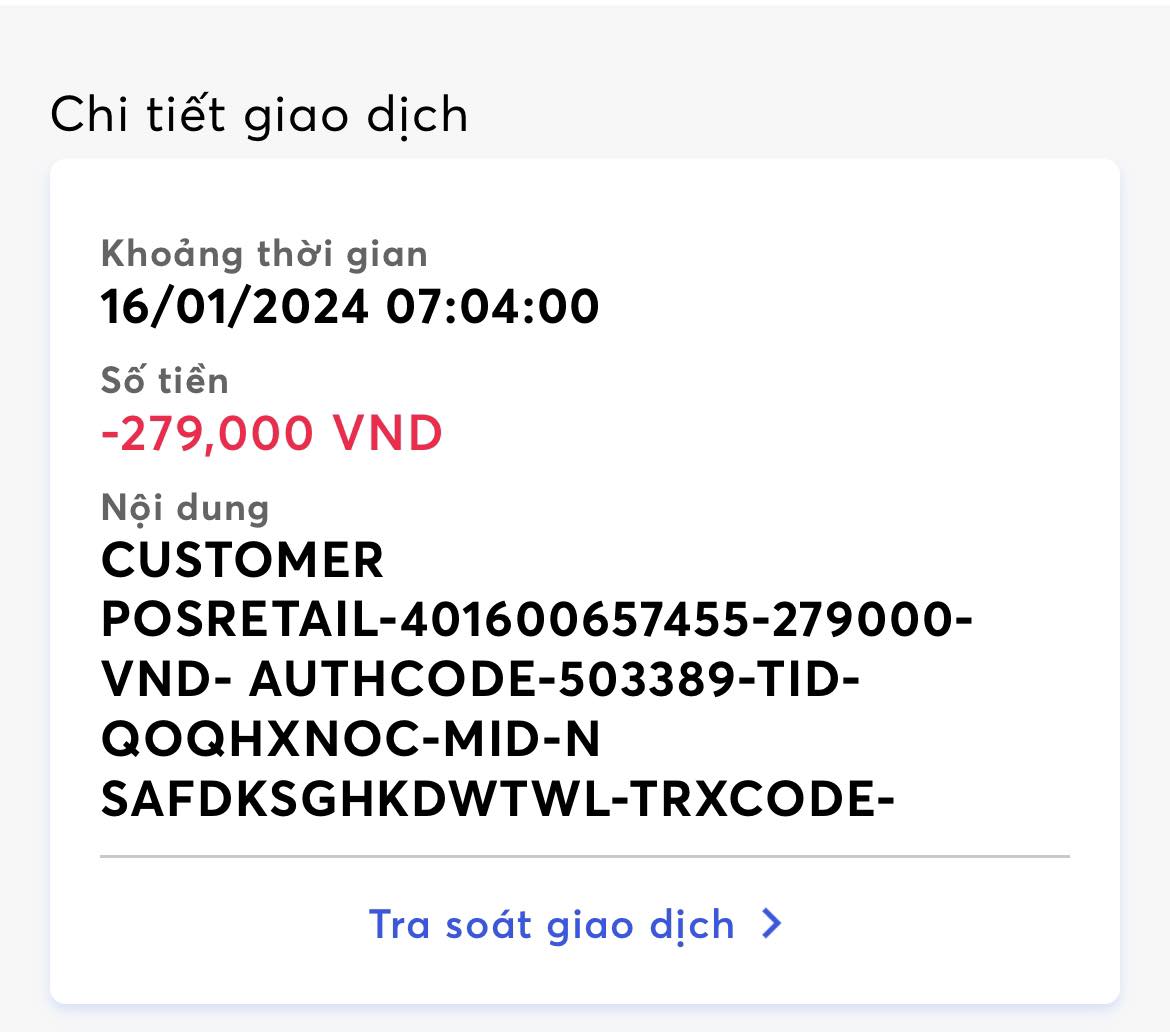 Chi tiết giao dịch
Khoảng thời gian
16/01/2024 07:04:00
Số tiền
-279,000 VND
Nội dung
CUSTOMER
POSRETAIL-401600657455-279000-
VND- AUTHCODE-503389-TID-
QOQHXNOC-MID-N
SAFDKSGHKDWTWL-TRXCODE-
Tra soát giao dịch